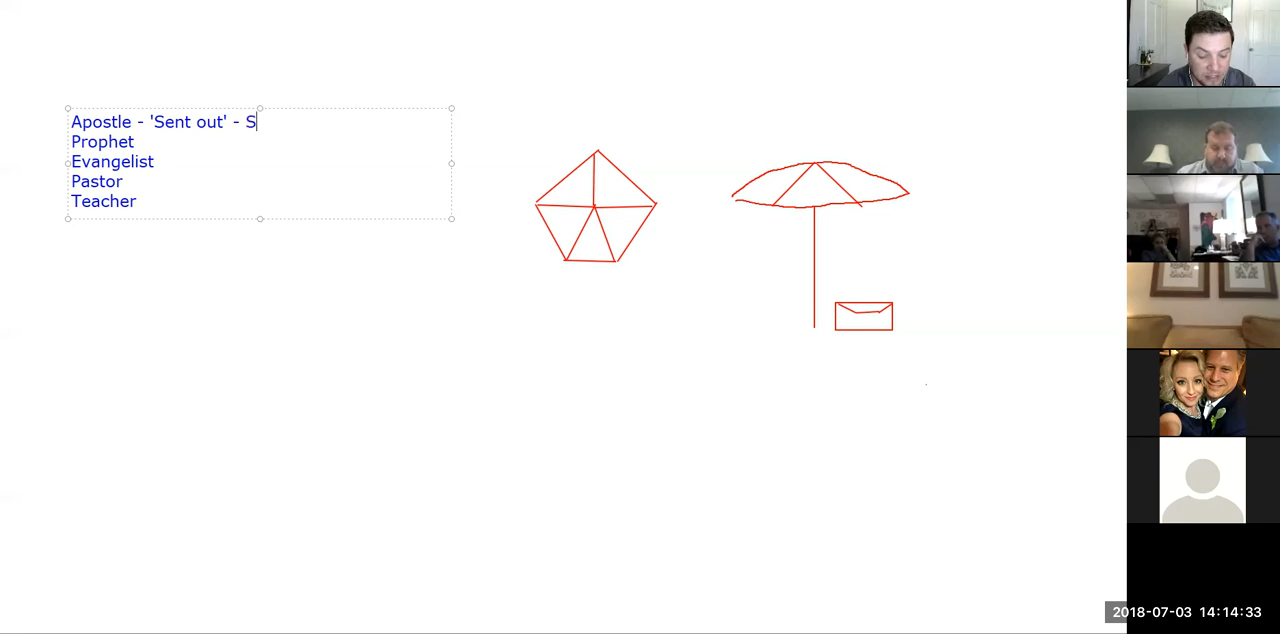 Apostle - 'Sent out' - S
Prophet
Evangelist
Pastor
Teacher
2018-07-03 14:14:33